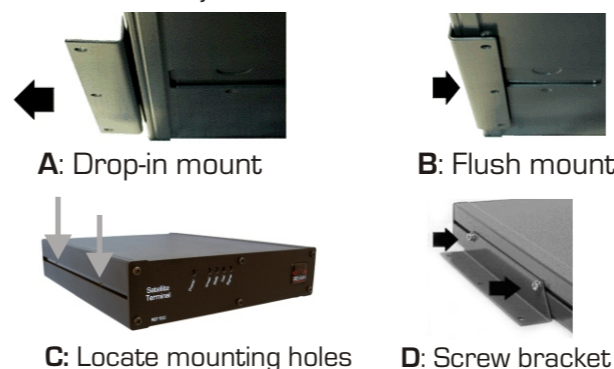 A: Drop-in mount
B: Flush mount
C: Locate mounting holes
D: Screw bracket
Satellite
Terminal